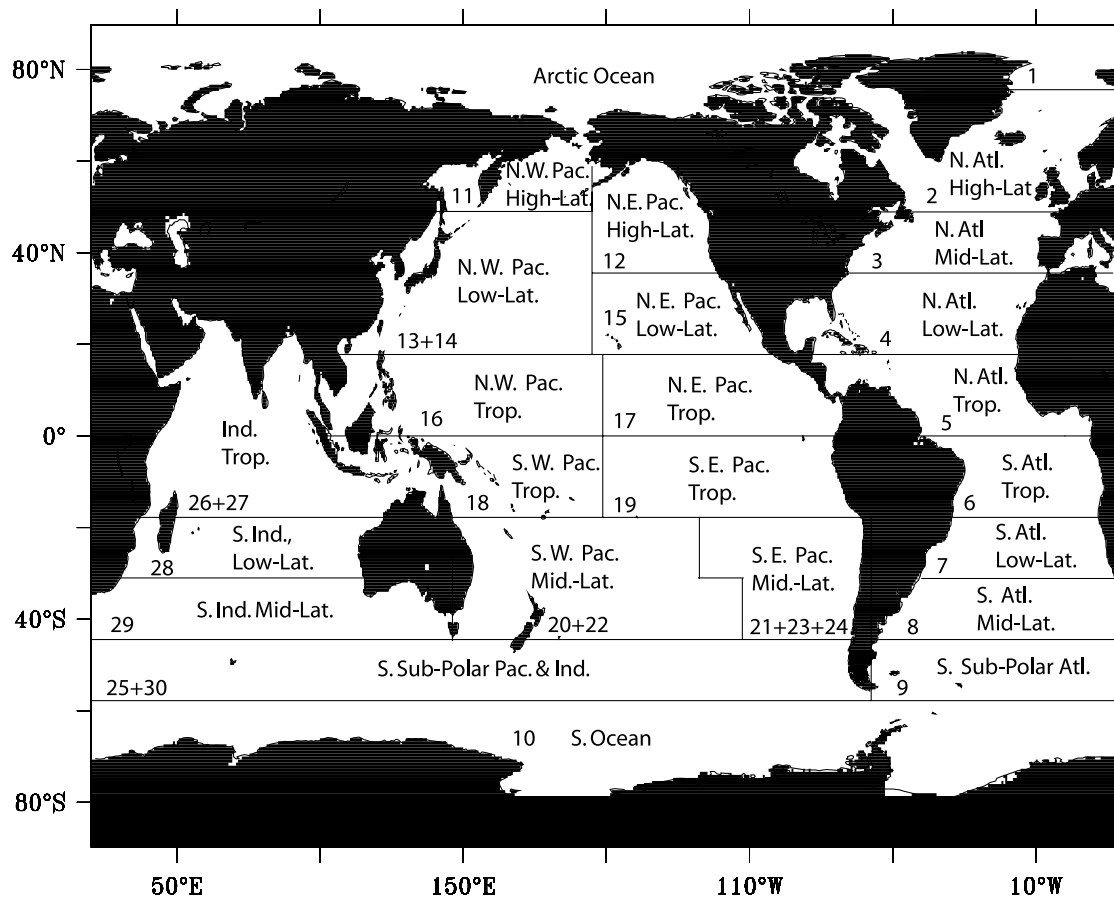 80°N
Arctic Ocean
1
N.W. Pac.
High-Lat.
11
N. Atl.
High-Lat
2
N.E. Pac.
High-Lat.
12
40°N
N. Atl
Mid-Lat.
3
N.W. Pac.
Low-Lat.
13+14
N.E. Pac.
Low-Lat.
15
N. Atl.
Low-Lat.
4
N.W. Pac.
Trop.
16
N.E. Pac.
Trop.
17
N. Atl.
Trop.
5
0°
Ind.
Trop.
26+27
S.W. Pac.
Trop.
18
S.E. Pac.
Trop.
19
S. Atl.
Trop.
6
S. Ind.,
Low-Lat.
28
S.W. Pac.
Mid.-Lat.
20+22
S.E. Pac.
Mid.-Lat.
21+23+24
S. Atl.
Low-Lat.
7
40°S
S. Ind. Mid-Lat.
29
S. Atl.
Mid-Lat.
8
S. Sub-Polar Pac. & Ind.
25+30
S. Sub-Polar Atl.
9
10 S. Ocean
80°S
50°E 150°E 110°W 10°W